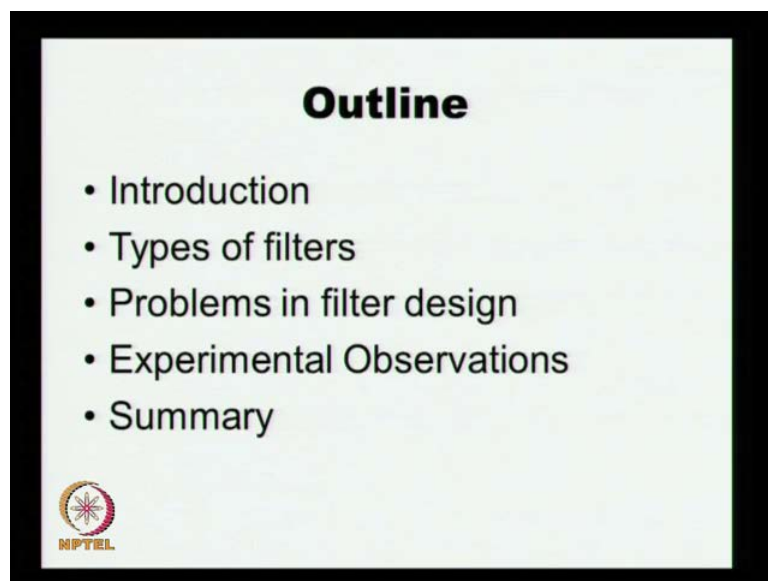 Outline
• Introduction
• Types of filters
• Problems in filter design
• Experimental Observations
• Summary
NPTEL